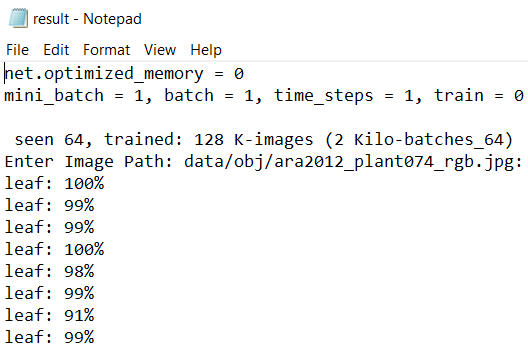 result - Notepad
File Edit Format View Help
net.optimized_memory = 0
mini_batch = 1, batch = 1, time_steps = 1, train = 0
seen 64, trained: 128 K-images (2 Kilo-batches_64)
Enter Image Path: data/obj/ara2012_plant074_rgb.jpg:
leaf: 100%
leaf: 99%
leaf: 99%
leaf: 100%
leaf: 98%
leaf: 99%
leaf: 91%
leaf: 99%